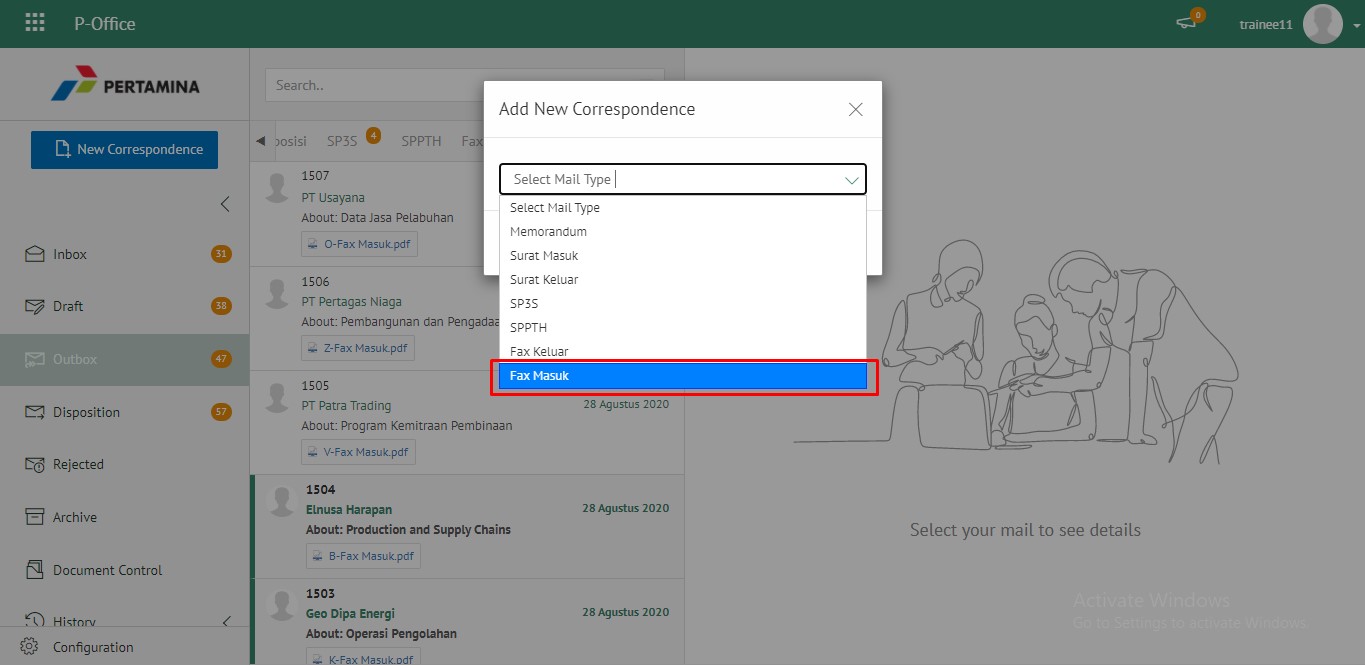 P-Office
0
trainee11
PERTAMINA
New Correspondence
Inbox
31
Draft
38
Outbox
47
Disposition
57
Rejected
Archive
Document Control
History
Configuration
Search..
posisi
SP3S
4
SPPTH
Fax
1507
PT Usayana
About: Data Jasa Pelabuhan
O-Fax Masuk.pdf
1506
PT Pertagas Niaga
About: Pembangunan dan Pengadaa
Z-Fax Masuk.pdf
1505
PT Patra Trading
28 Agustus 2020
About: Program Kemitraan Pembinaan
V-Fax Masuk.pdf
1504
Elnusa Harapan
28 Agustus 2020
About: Production and Supply Chains
B-Fax Masuk.pdf
1503
Geo Dipa Energi
28 Agustus 2020
About: Operasi Pengolahan
K-Fax Masuk.pdf
Add New Correspondence
Select Mail Type
Select Mail Type
Memorandum
Surat Masuk
Surat Keluar
SP3S
SPPTH
Fax Keluar
Fax Masuk
Select your mail to see details
Activate Windows
Go to Settings to activate Windows.